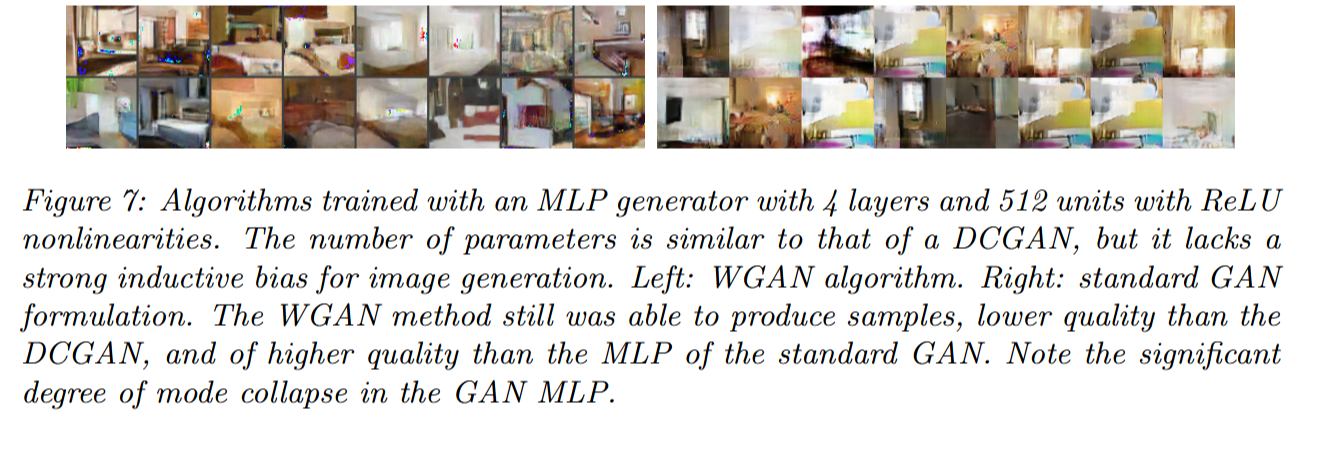 Figure 7: Algorithms trained with an MLP generator with 4 layers and 512 units with ReLU
nonlinearities. The number of parameters is similar to that of a DCGAN, but it lacks a
strong inductive bias for image generation. Left: WGAN algorithm. Right: standard GAN
formulation. The WGAN method still was able to produce samples, lower quality than the
DCGAN, and of higher quality than the MLP of the standard GAN. Note the significant
degree of mode collapse in the GAN MLP.